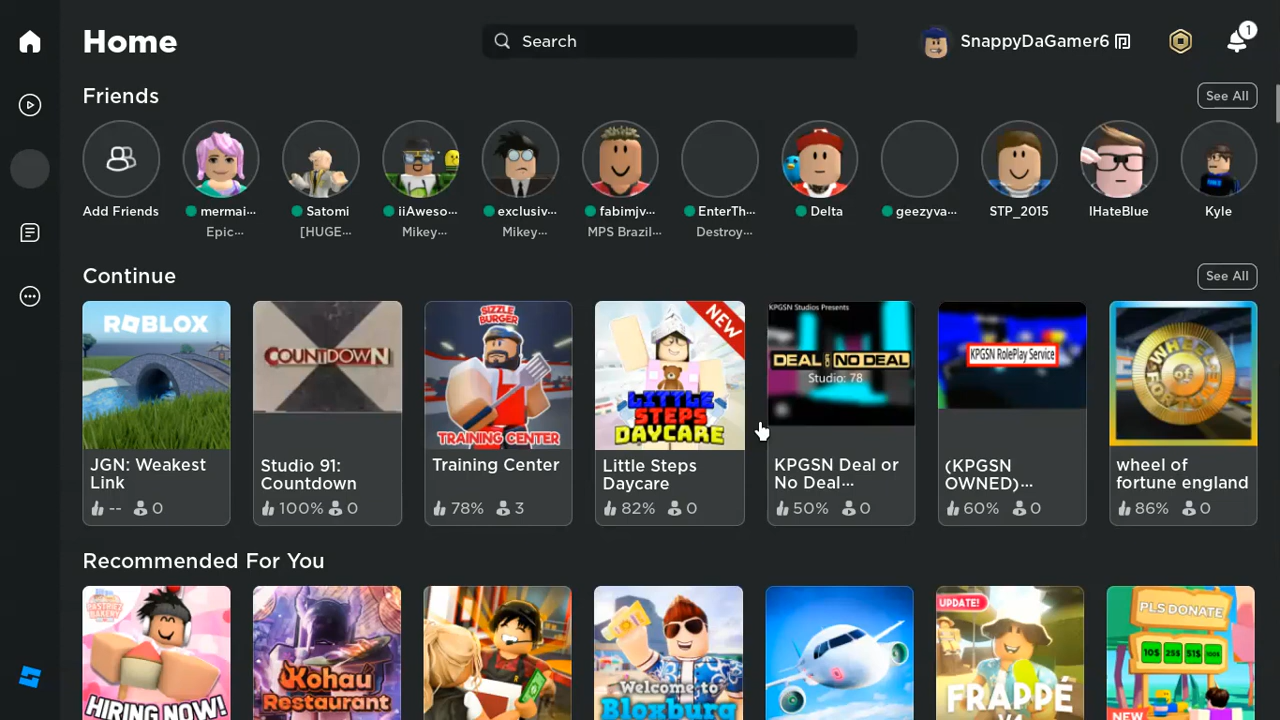 Home
Search
SnappyDaGamer6
1
Friends
See All
Add Friends
mermai...
Epic...
Satomi
[HUGE...
iiAweso...
Mikey...
exclusiv...
Mikey...
fabimjv...
MPS Brazil...
EnterTh...
Destroy...
Delta
geezyva...
STP_2015
IHateBlue
Kyle
Continue
See All
ROBLOX
JGN: Weakest
Link
-- 0
COUNTDOWN
Studio 91:
Countdown
100% 0
SIZZLE
BURGER
TRAINING CENTER
Training Center
78% 3
NEW
LITTLE
STEPS
DAYCARE
Little Steps
Daycare
82% 0
KPGSN Studios Presents
DEAL OR NO DEAL
Studio: 78
KPGSN Deal or
No Deal...
50% 0
KPGSN RolePlay Service
(KPGSN
OWNED)...
60% 0
WHEEL
OF
FORTUNE
wheel of
fortune england
86% 0
Recommended For You
HIRING NOW!
Kohau
Restaurant
Welcome to
Bloxburg
UPDATE!
FRAPPÉ
V4
PLS DONATE
10$ 25$ 51$
NEW